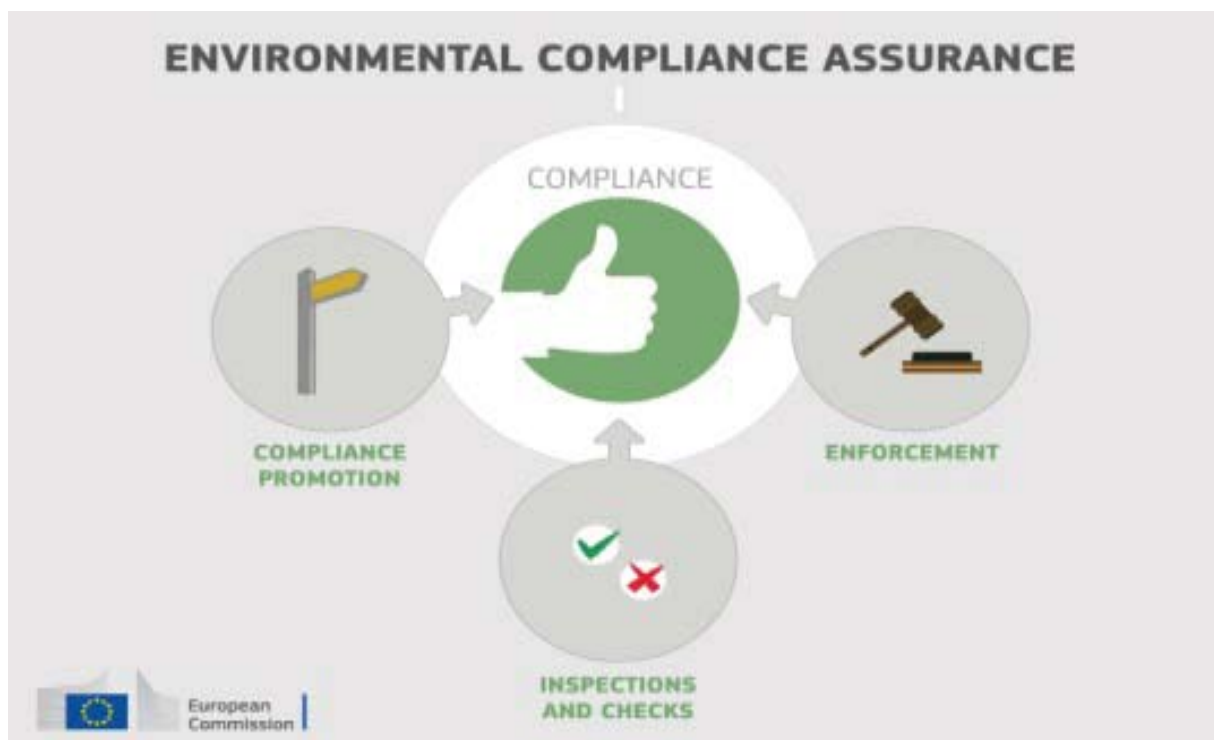 ENVIRONMENTAL COMPLIANCE ASSURANCE
COMPLIANCE
COMPLIANCE
PROMOTION
ENFORCEMENT
INSPECTIONS
AND CHECKS
European
Commission